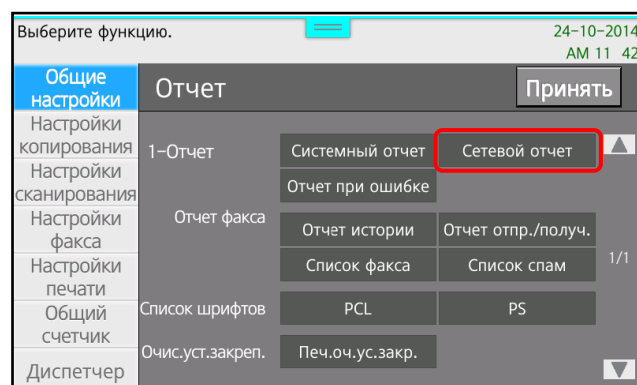 Выберите функцию.
24-10-2014
AM 11 42
Общие
настройки
Отчет
Принять
Настройки
копирования
Настройки
сканирования
Настройки
факса
Настройки
печати
Общий
счетчик
Диспетчер
1-Отчет
Системный отчет
Сетевой отчет
Отчет при ошибке
Отчет факса
Отчет истории
Отчет отпр./получ.
Список факса
Список спам
1/1
Список шрифтов
PCL
PS
Очис.уст.закреп.
Печ.оч.ус.закр.